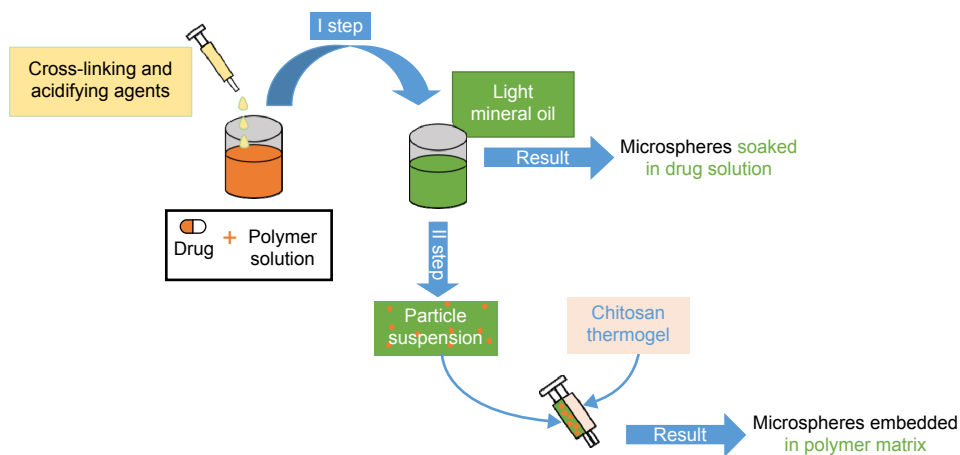 I step
Cross-linking and
acidifying agents
Light
mineral oil
Result
Microspheres soaked
in drug solution
Drug + Polymer
solution
II step
Particle
suspension
Chitosan
thermogel
Result
Microspheres embedded
in polymer matrix